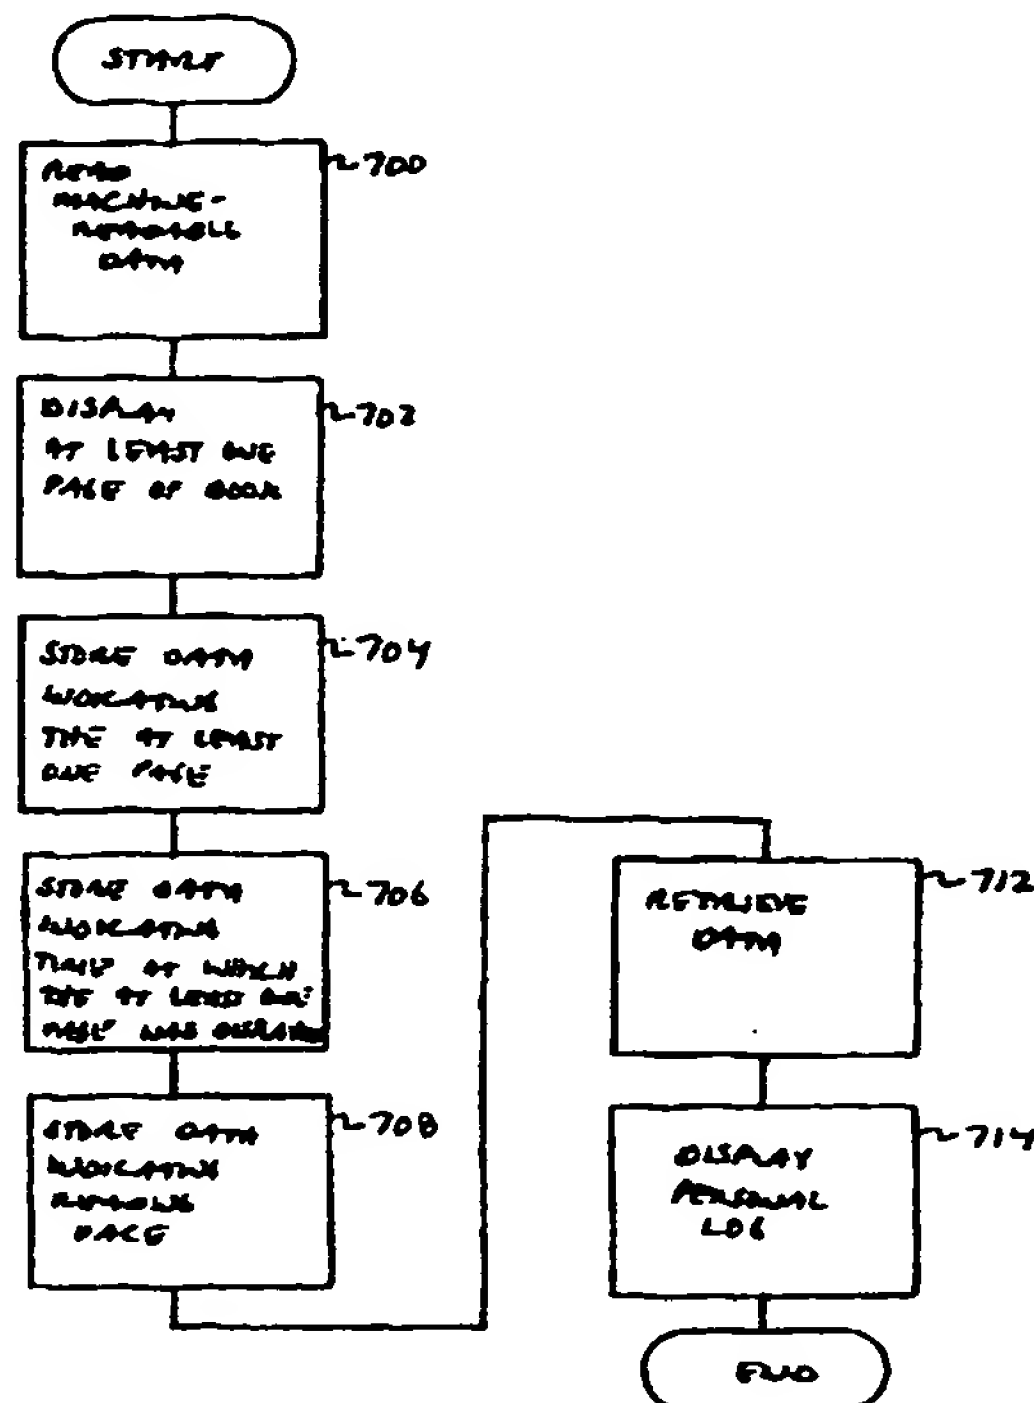 START
700
READ
MACHINE-
READABLE
DATA
702
DISPLAY
AT LEAST ONE
PAGE OF BOOK
704
STORE DATA
INDICATING
THE AT LEAST
ONE PAGE
706
STORE DATA
INDICATING
TIME AT WHICH
THE AT LEAST ONE
PAGE WAS DISPLAYED
708
STORE DATA
INDICATING
READING
PACE
712
RETRIEVE
DATA
714
DISPLAY
PERSONAL
LOG
END